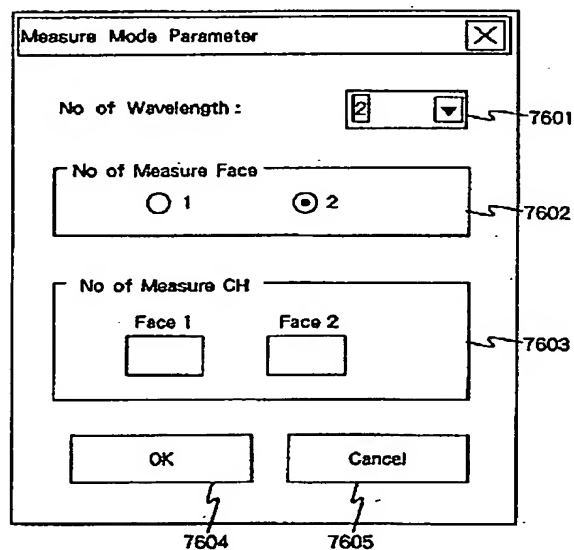 Measure Mode Parameter
No of Wavelength:
2
7601
No of Measure Face
1
2
7602
No of Measure CH
Face 1
Face 2
7603
OK
Cancel
7604
7605